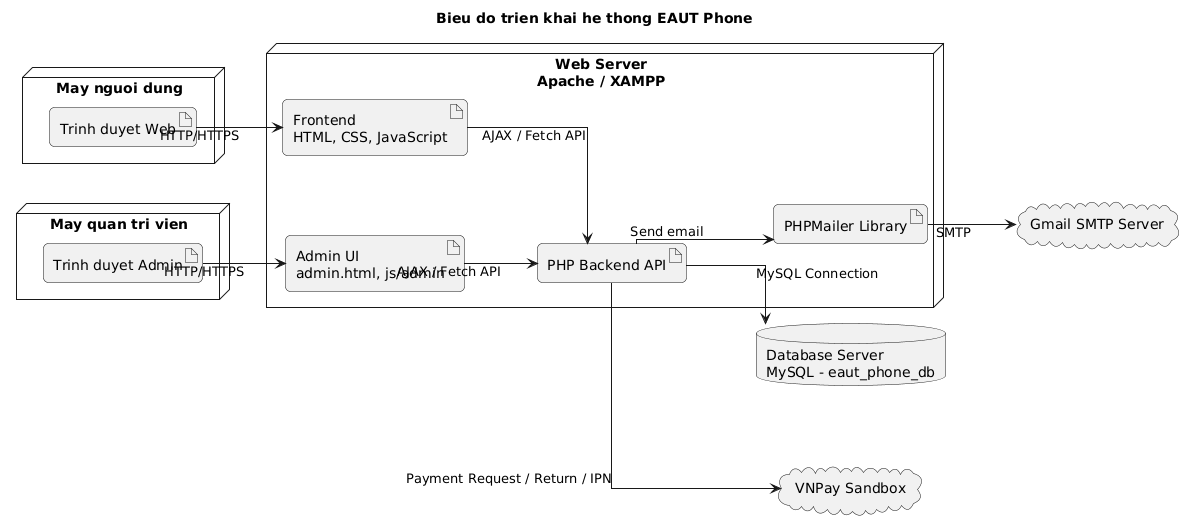 Bieu do trien khai he thong EAUT Phone
Web Server
Apache / XAMPP
May nguoi dung
Trinh duyet Web
HTTP/HTTPS
Frontend
HTML, CSS, JavaScript
AJAX / Fetch API
May quan tri vien
Trinh duyet Admin
HTTP/HTTPS
Admin UI
admin.html, js/admin
AJAX / Fetch API
PHP Backend API
Send email
PHPMailer Library
SMTP
Gmail SMTP Server
MySQL Connection
Database Server
MySQL - eaut_phone_db
Payment Request / Return / IPN
VNPay Sandbox